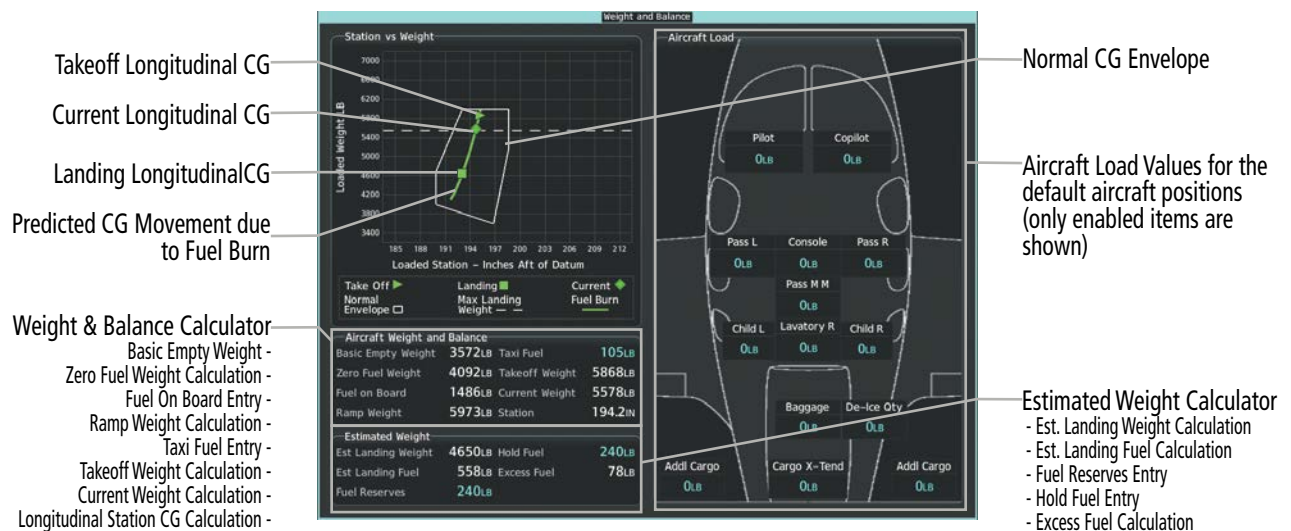 Weight and Balance
Takeoff Longitudinal CG
Current Longitudinal CG
Landing LongitudinalCG
Predicted CG Movement due
to Fuel Burn
Weight & Balance Calculator
Basic Empty Weight -
Zero Fuel Weight Calculation -
Fuel On Board Entry -
Ramp Weight Calculation -
Taxi Fuel Entry -
Takeoff Weight Calculation -
Current Weight Calculation -
Longitudinal Station CG Calculation -
Station vs Weight
Loaded Weight LB
7000
6600
6200
5800
5400
5000
4600
4200
3800
3400
185 188 191 194 197 200 203 206 209 212
Loaded Station - Inches Aft of Datum
Take Off Landing Current
Normal Envelope Max Landing Weight Fuel Burn
Aircraft Weight and Balance
Basic Empty Weight 3572LB Taxi Fuel 105LB
Zero Fuel Weight 4092LB Takeoff Weight 5868LB
Fuel on Board 1486LB Current Weight 5578LB
Ramp Weight 5973LB Station 194.2IN
Estimated Weight
Est Landing Weight 4650LB Hold Fuel 240LB
Est Landing Fuel 558LB Excess Fuel 78LB
Fuel Reserves 240LB
Aircraft Load
Pilot Copilot
0LB 0LB
Pass L Console Pass R
0LB 0LB 0LB
Pass M M
0LB
Child L Lavatory R Child R
0LB 0LB 0LB
Baggage De-Ice Qty
0LB 0LB
Addl Cargo Cargo X-Tend Addl Cargo
0LB 0LB 0LB
Normal CG Envelope
Aircraft Load Values for the
default aircraft positions
(only enabled items are
shown)
Estimated Weight Calculator
- Est. Landing Weight Calculation
- Est. Landing Fuel Calculation
- Fuel Reserves Entry
- Hold Fuel Entry
- Excess Fuel Calculation